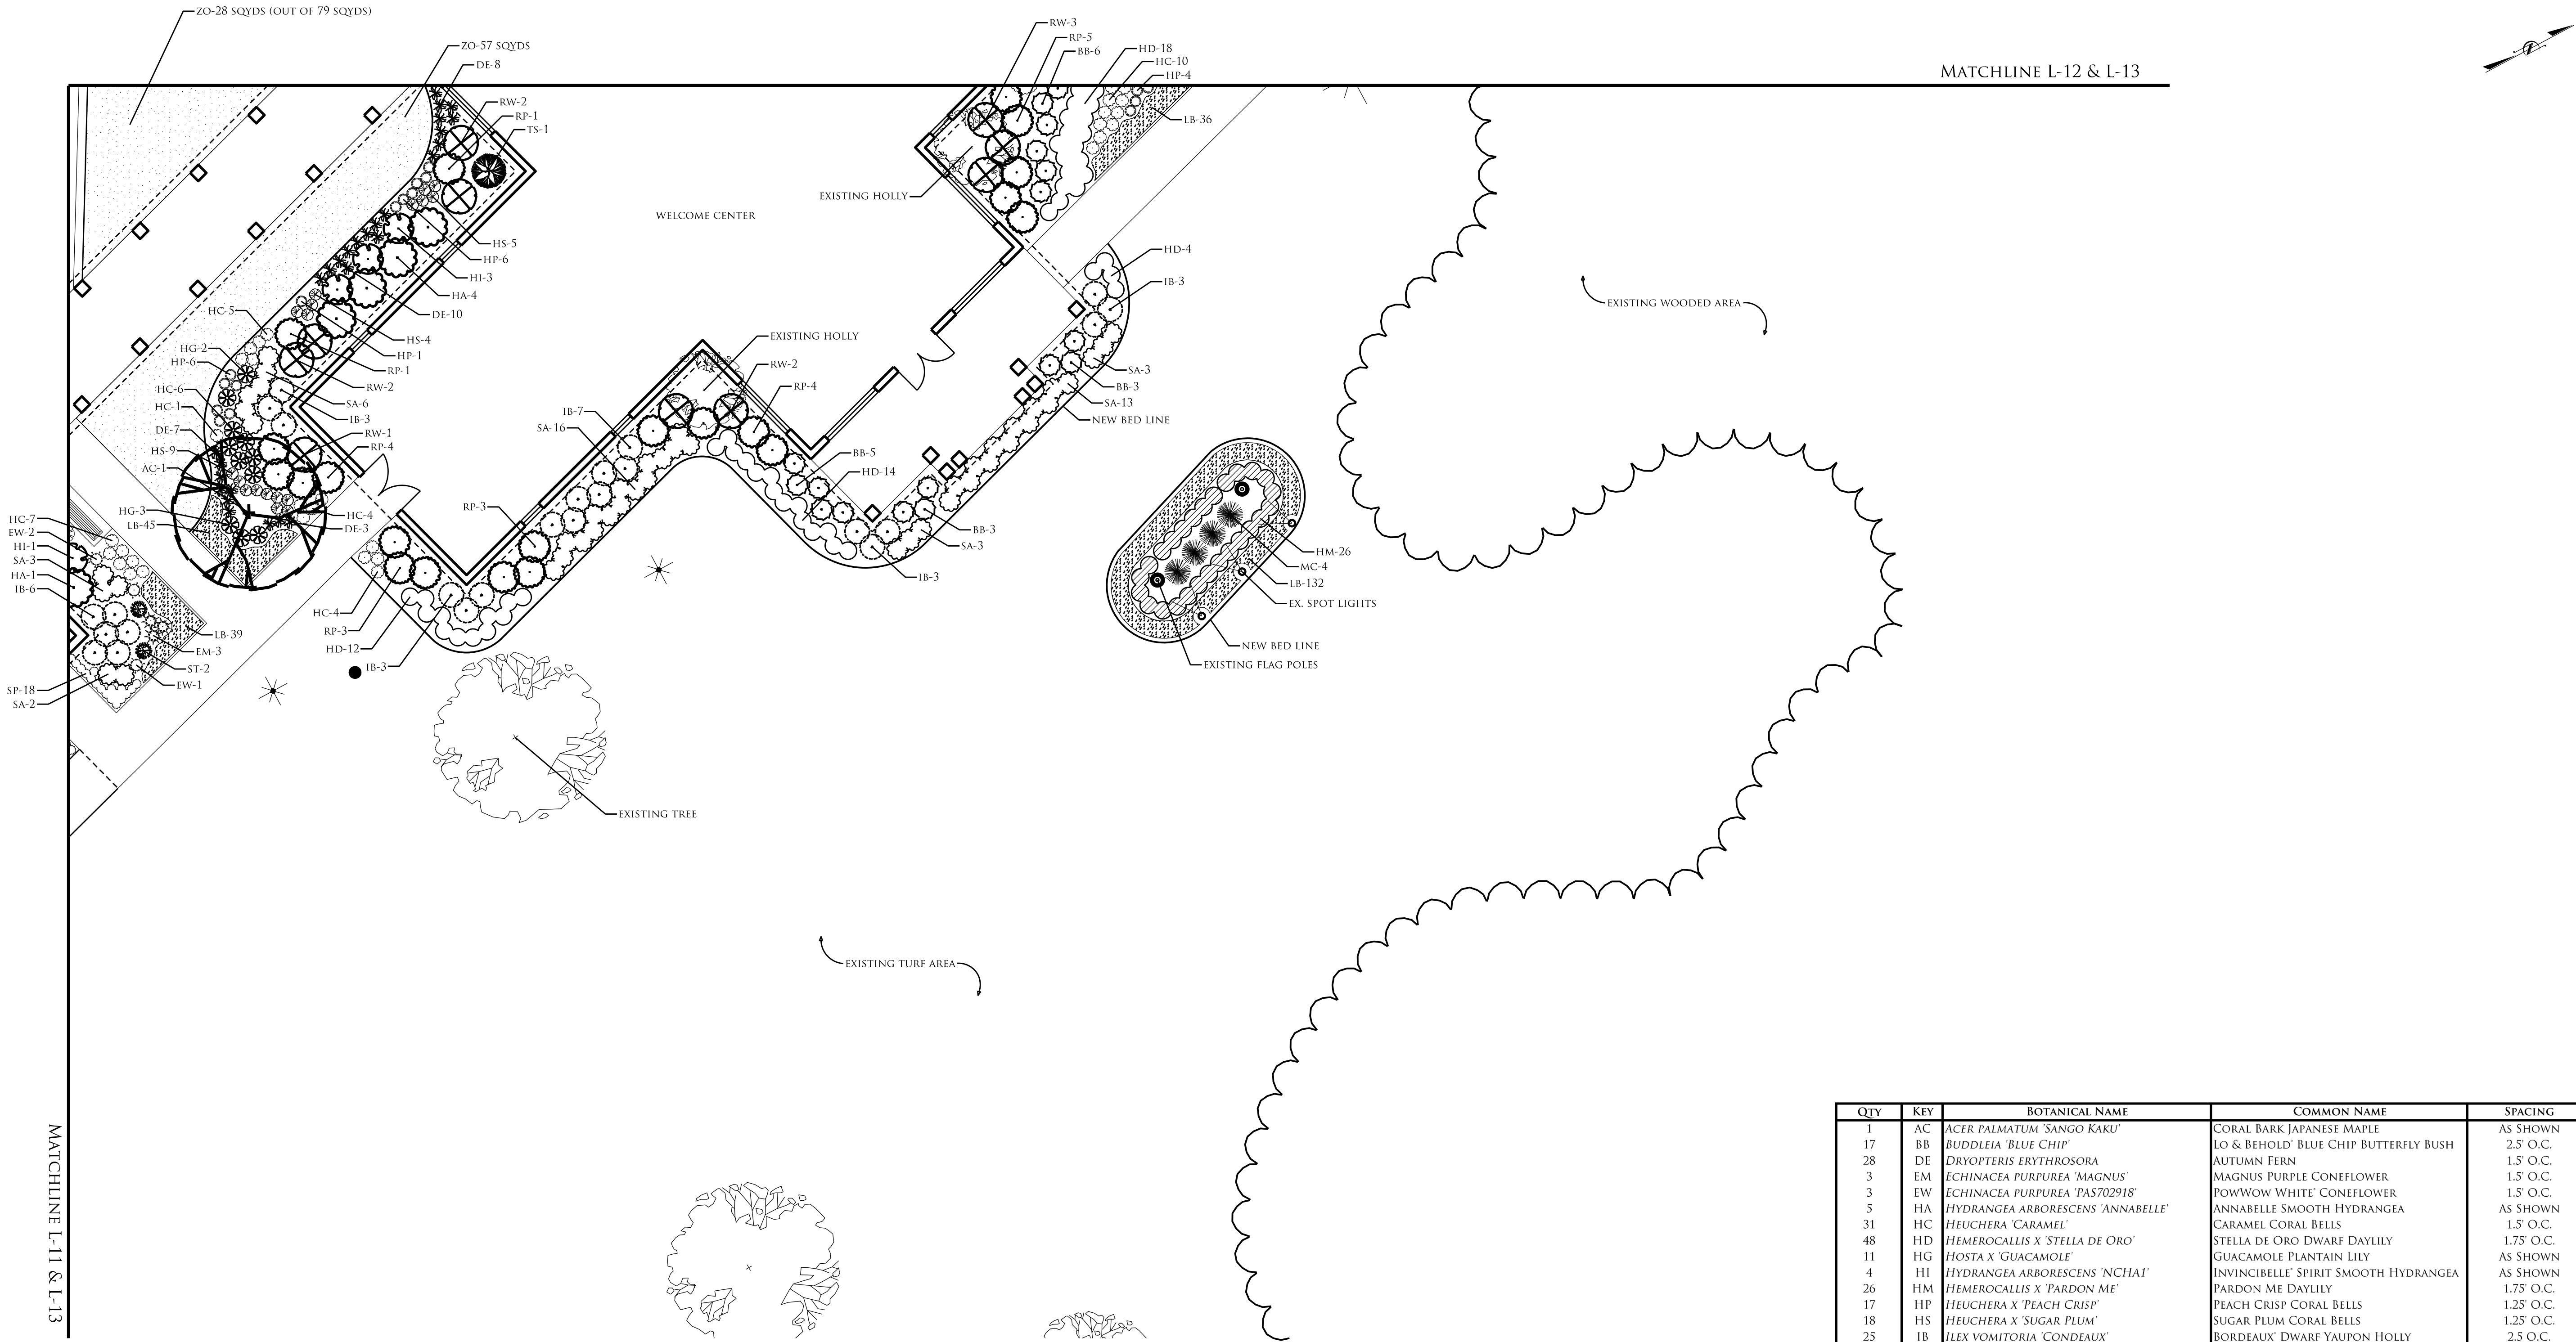 ZO-28 SQYDS (OUT OF 79 SQYDS)
ZO-57 SQYDS
DE-8
RW-2
RP-1
TS-1
RW-3
RP-5
BB-6
HD-18
HC-10
HP-4
LB-36
MATCHLINE L-12 & L-13
EXISTING HOLLY
WELCOME CENTER
HS-5
HP-6
HI-3
HA-4
DE-10
HS-4
HP-1
RP-1
RW-2
SA-6
IB-3
RW-1
RP-4
HC-5
HG-2
HP-6
HC-6
HC-1
DE-7
HS-9
AC-1
HG-3
LB-45
HC-4
DE-3
HC-7
EW-2
HI-1
SA-3
HA-1
IB-6
SP-18
SA-2
LB-39
EM-3
ST-2
EW-1
EXISTING HOLLY
RW-2
RP-4
IB-7
SA-16
BB-5
HD-14
RP-3
HC-4
RP-3
HD-12
IB-3
BB-3
SA-3
IB-3
HD-4
IB-3
SA-3
BB-3
SA-13
NEW BED LINE
EXISTING WOODED AREA
HM-26
MC-4
LB-132
EX. SPOT LIGHTS
NEW BED LINE
EXISTING FLAG POLES
EXISTING TREE
EXISTING TURF AREA
MATCHLINE L-11 & L-13
QTY KEY BOTANICAL NAME COMMON NAME SPACING
1 AC ACER PALMATUM 'SANGO KAKU' CORAL BARK JAPANESE MAPLE AS SHOWN
17 BB BUDDLEIA 'BLUE CHIP' LO & BEHOLD' BLUE CHIP BUTTERFLY BUSH 2.5' O.C.
28 DE DRYOPTERIS ERYTHROSORA AUTUMN FERN 1.5' O.C.
3 EM ECHINACEA PURPUREA 'MAGNUS' MAGNUS PURPLE CONEFLOWER 1.5' O.C.
3 EW ECHINACEA PURPUREA 'PAS702918' POWWOW WHITE' CONEFLOWER 1.5' O.C.
5 HA HYDRANGEA ARBORESCENS 'ANNABELLE' ANNABELLE SMOOTH HYDRANGEA AS SHOWN
31 HC HEUCHERA 'CARAMEL' CARAMEL CORAL BELLS 1.5' O.C.
48 HD HEMEROCALLIS X 'STELLA DE ORO' STELLA DE ORO DWARF DAYLILY 1.75' O.C.
11 HG HOSTA X 'GUACAMOLE' GUACAMOLE PLANTAIN LILY AS SHOWN
4 HI HYDRANGEA ARBORESCENS 'NCHA1' INVINCIBELLE' SPIRIT SMOOTH HYDRANGEA AS SHOWN
26 HM HEMEROCALLIS X 'PARDON ME' PARDON ME DAYLILY 1.75' O.C.
17 HP HEUCHERA X 'PEACH CRISP' PEACH CRISP CORAL BELLS 1.25' O.C.
18 HS HEUCHERA X 'SUGAR PLUM' SUGAR PLUM CORAL BELLS 1.25' O.C.
25 IB ILEX VOMITORIA 'CONDEAUX' BORDEAUX' DWARF YAUPON HOLLY 2.5 O.C.